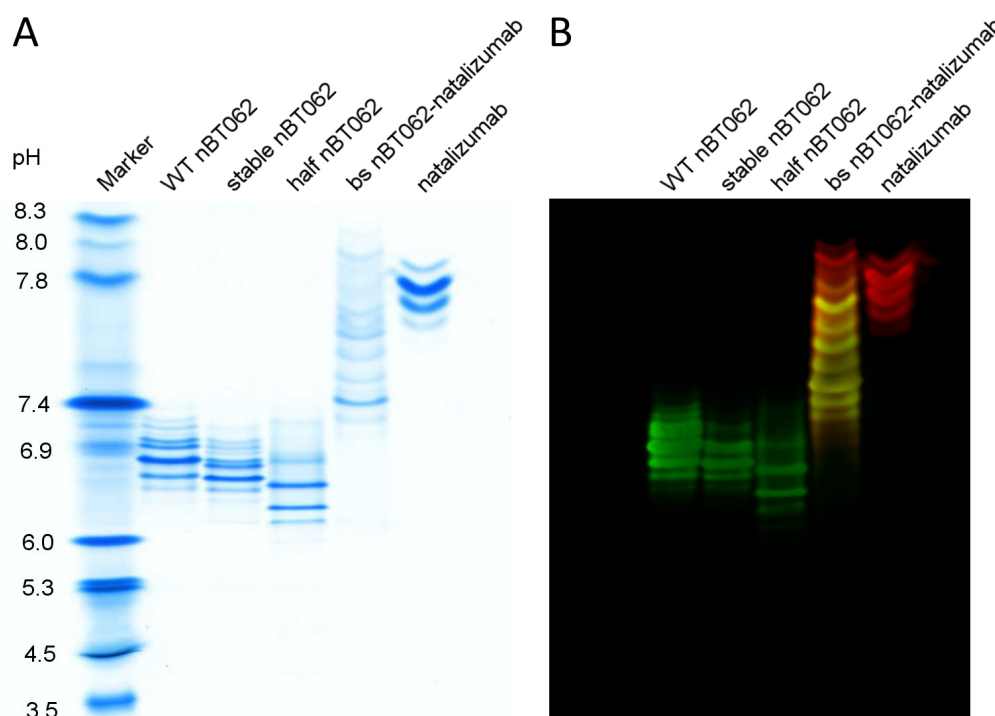 A
B
pH
Marker
WT nBT062
stable nBT062
half nBT062
bs nBT062-natalizumab
natalizumab
WT nBT062
stable nBT062
half nBT062
bs nBT062-natalizumab
natalizumab
8.3
8.0
7.8
7.4
6.9
6.0
5.3
4.5
3.5